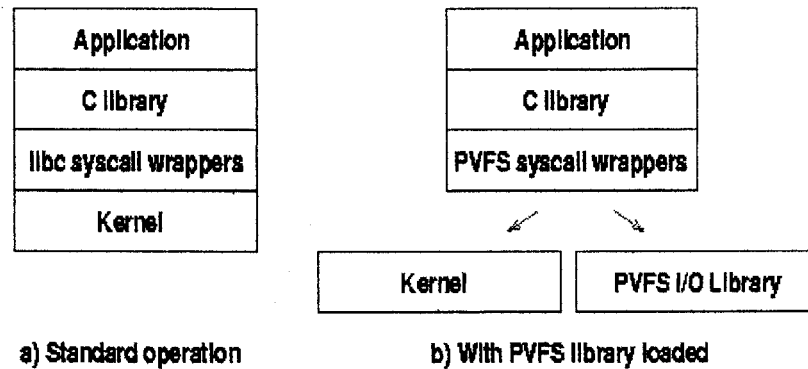 Application
C library
libc syscall wrappers
Kernel
a) Standard operation
Application
C library
PVFS syscall wrappers
Kernel
PVFS I/O Library
b) With PVFS library loaded